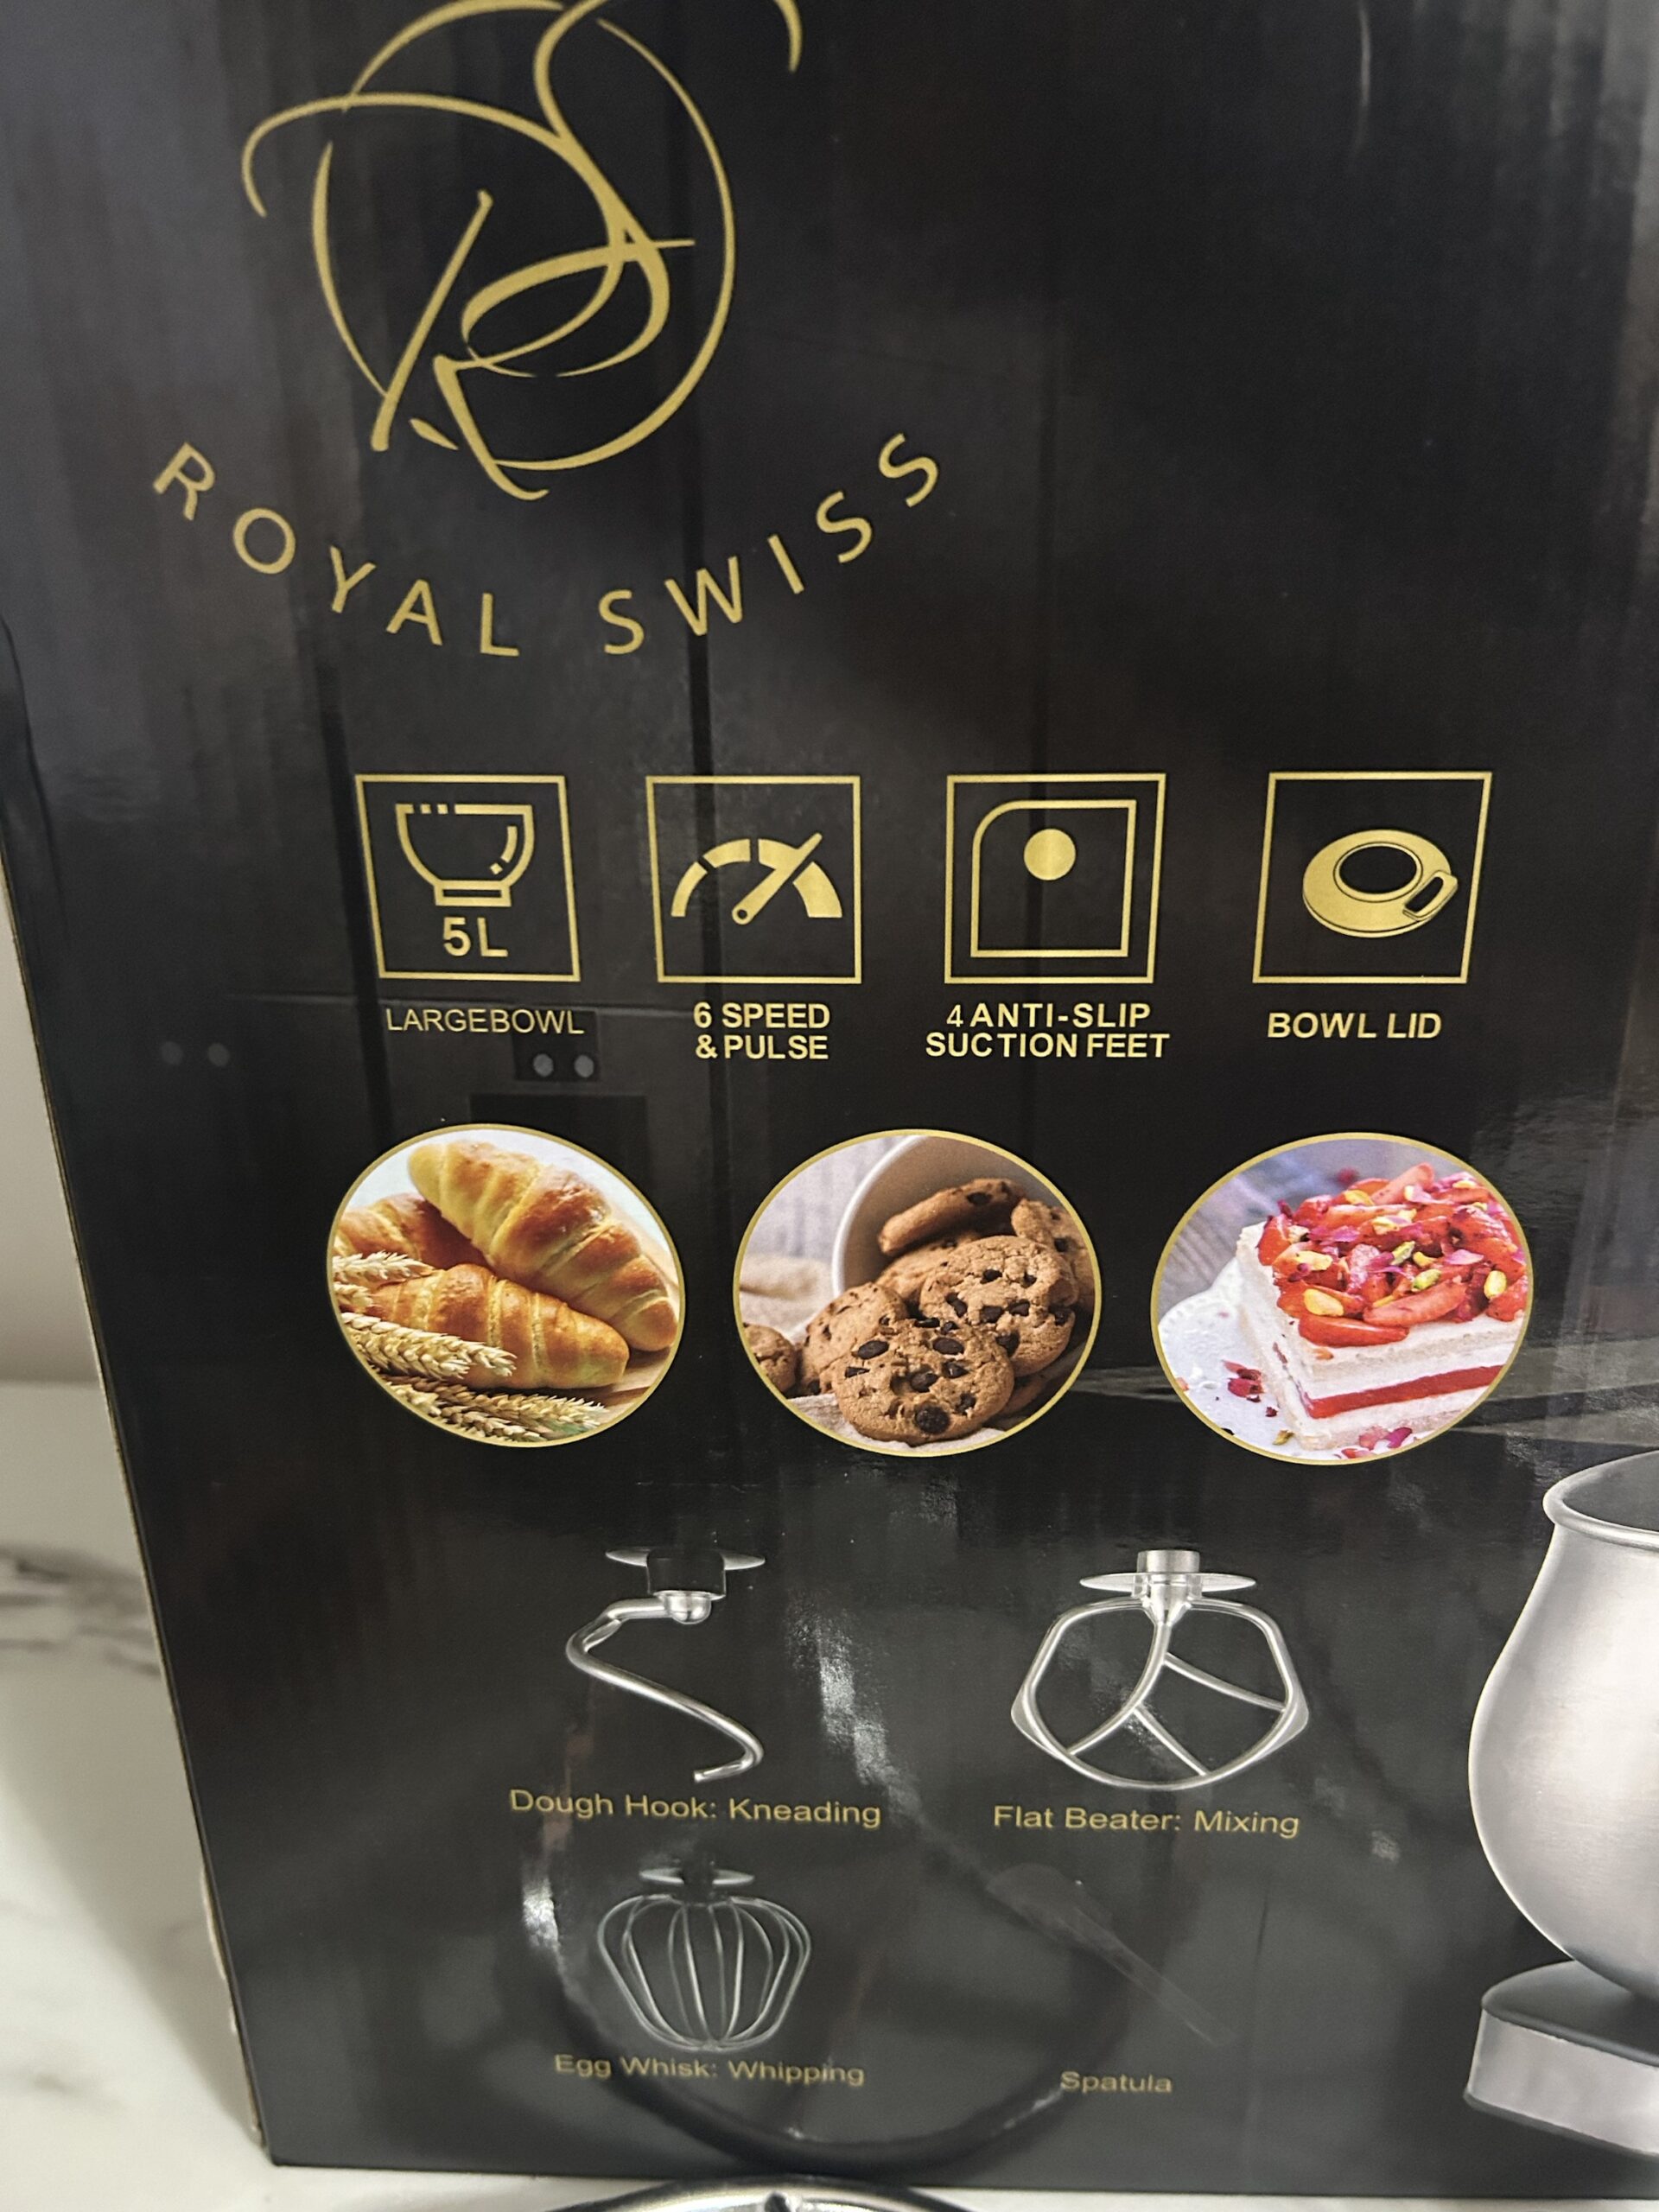 ROYAL SWISS
5L
LARGEBOWL
6 SPEED
& PULSE
4 ANTI-SLIP
SUCTION FEET
BOWL LID
Dough Hook: Kneading
Flat Beater: Mixing
Egg Whisk: Whipping
Spatula